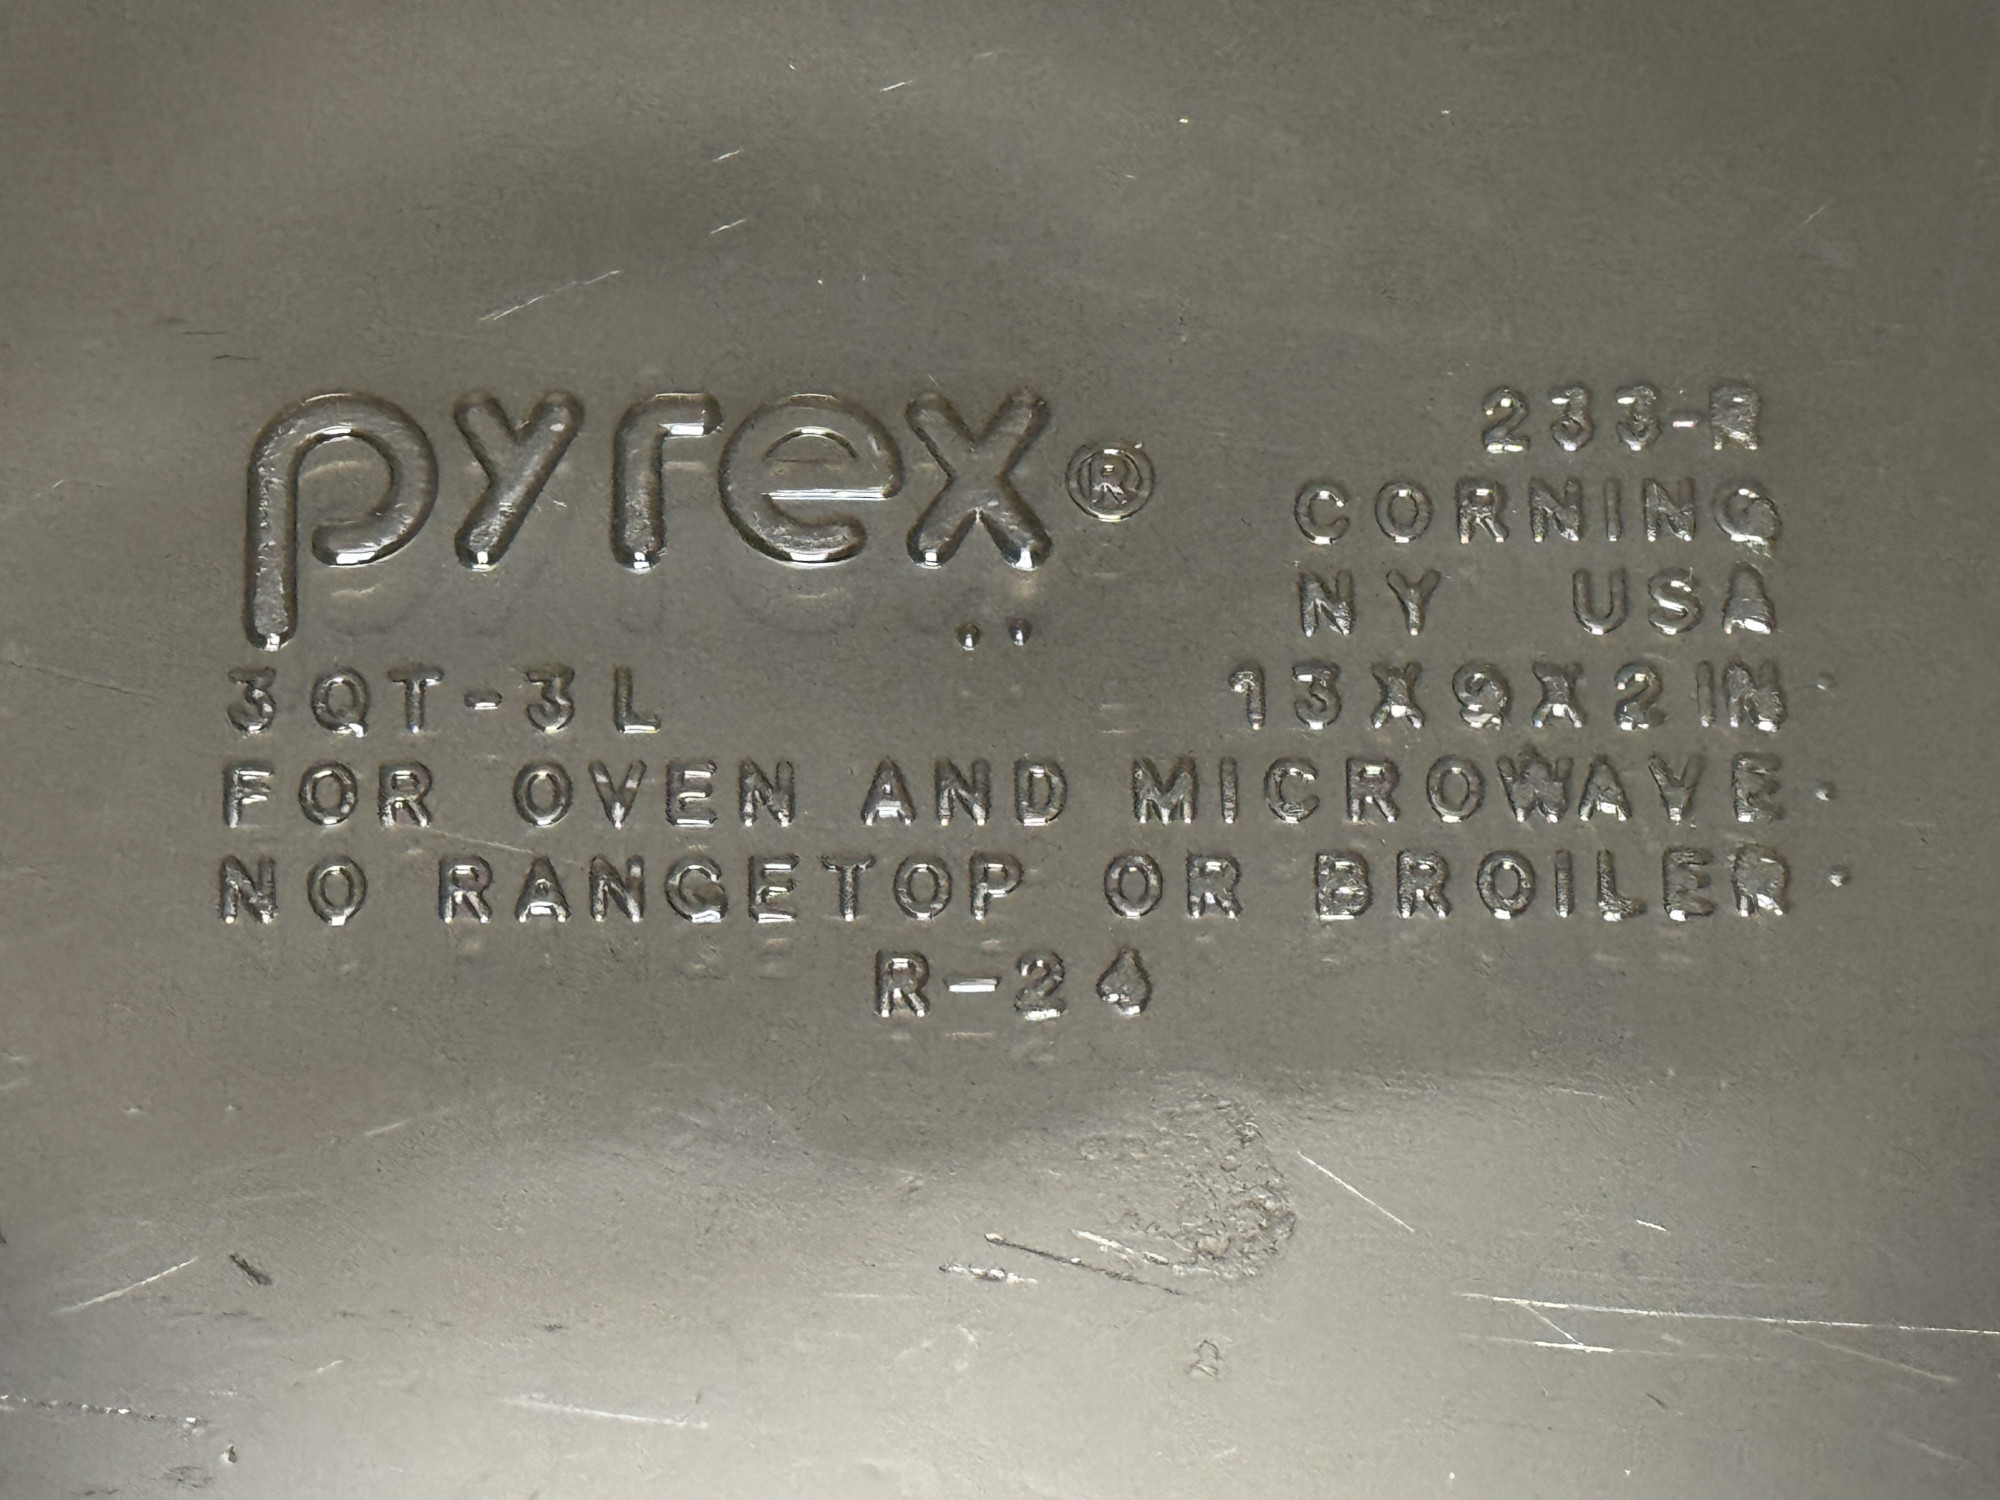 pyrex®
233-R
CORNING
NY USA
3QT-3L 13X9X2IN
FOR OVEN AND MICROWAVE
NO RANGETOP OR BROILER
R-24